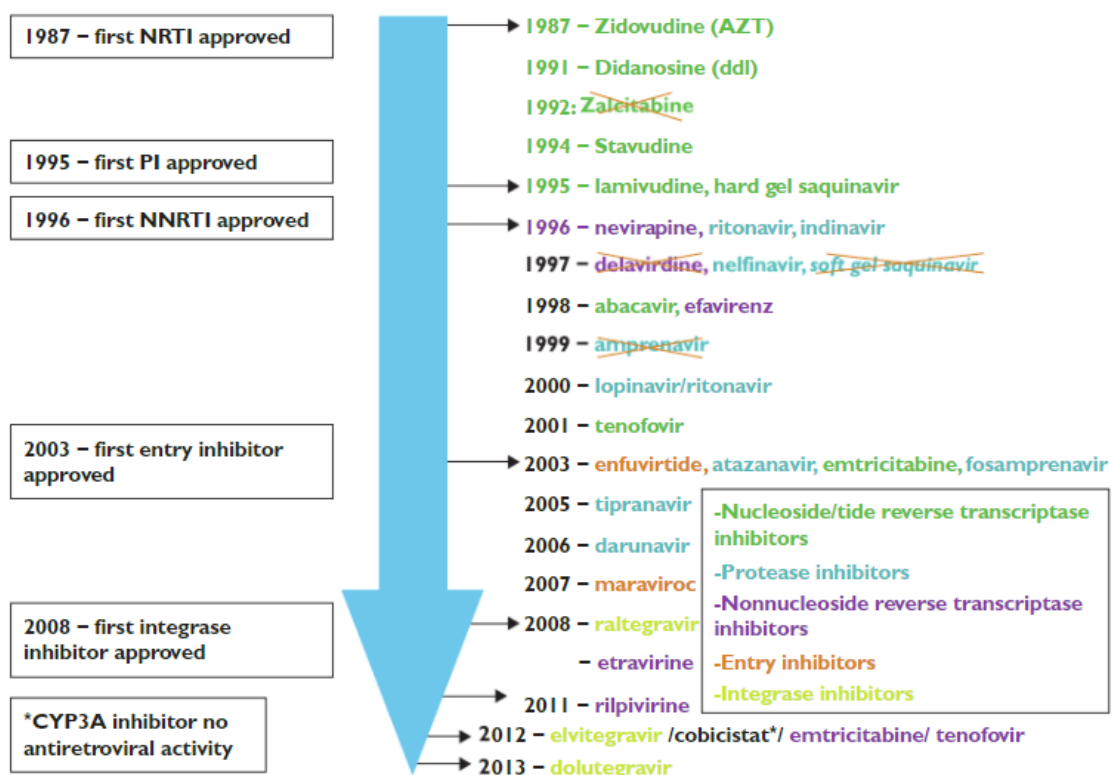 1987 – first NRTI approved
1987 – Zidovudine (AZT)
1991 – Didanosine (ddl)
1992: Zalcitabine
1994 – Stavudine
1995 – first PI approved
1995 – lamivudine, hard gel saquinavir
1996 – first NNRTI approved
1996 – nevirapine, ritonavir, indinavir
1997 – delavirdine, nelfinavir, soft gel saquinavir
1998 – abacavir, efavirenz
1999 – amprenavir
2000 – lopinavir/ritonavir
2001 – tenofovir
2003 – first entry inhibitor
approved
2003 – enfuvirtide, atazanavir, emtricitabine, fosamprenavir
2005 – tipranavir
2006 – darunavir
2007 – maraviroc
2008 – first integrase
inhibitor approved
2008 – raltegravir
– etravirine
2011 – rilpivirine
-Nucleoside/tide reverse transcriptase
inhibitors
-Protease inhibitors
-Nonnucleoside reverse transcriptase
inhibitors
-Entry inhibitors
-Integrase inhibitors
*CYP3A inhibitor no
antiretroviral activity
2012 – elvitegravir /cobicistat*/ emtricitabine/ tenofovir
2013 – dolutegravir